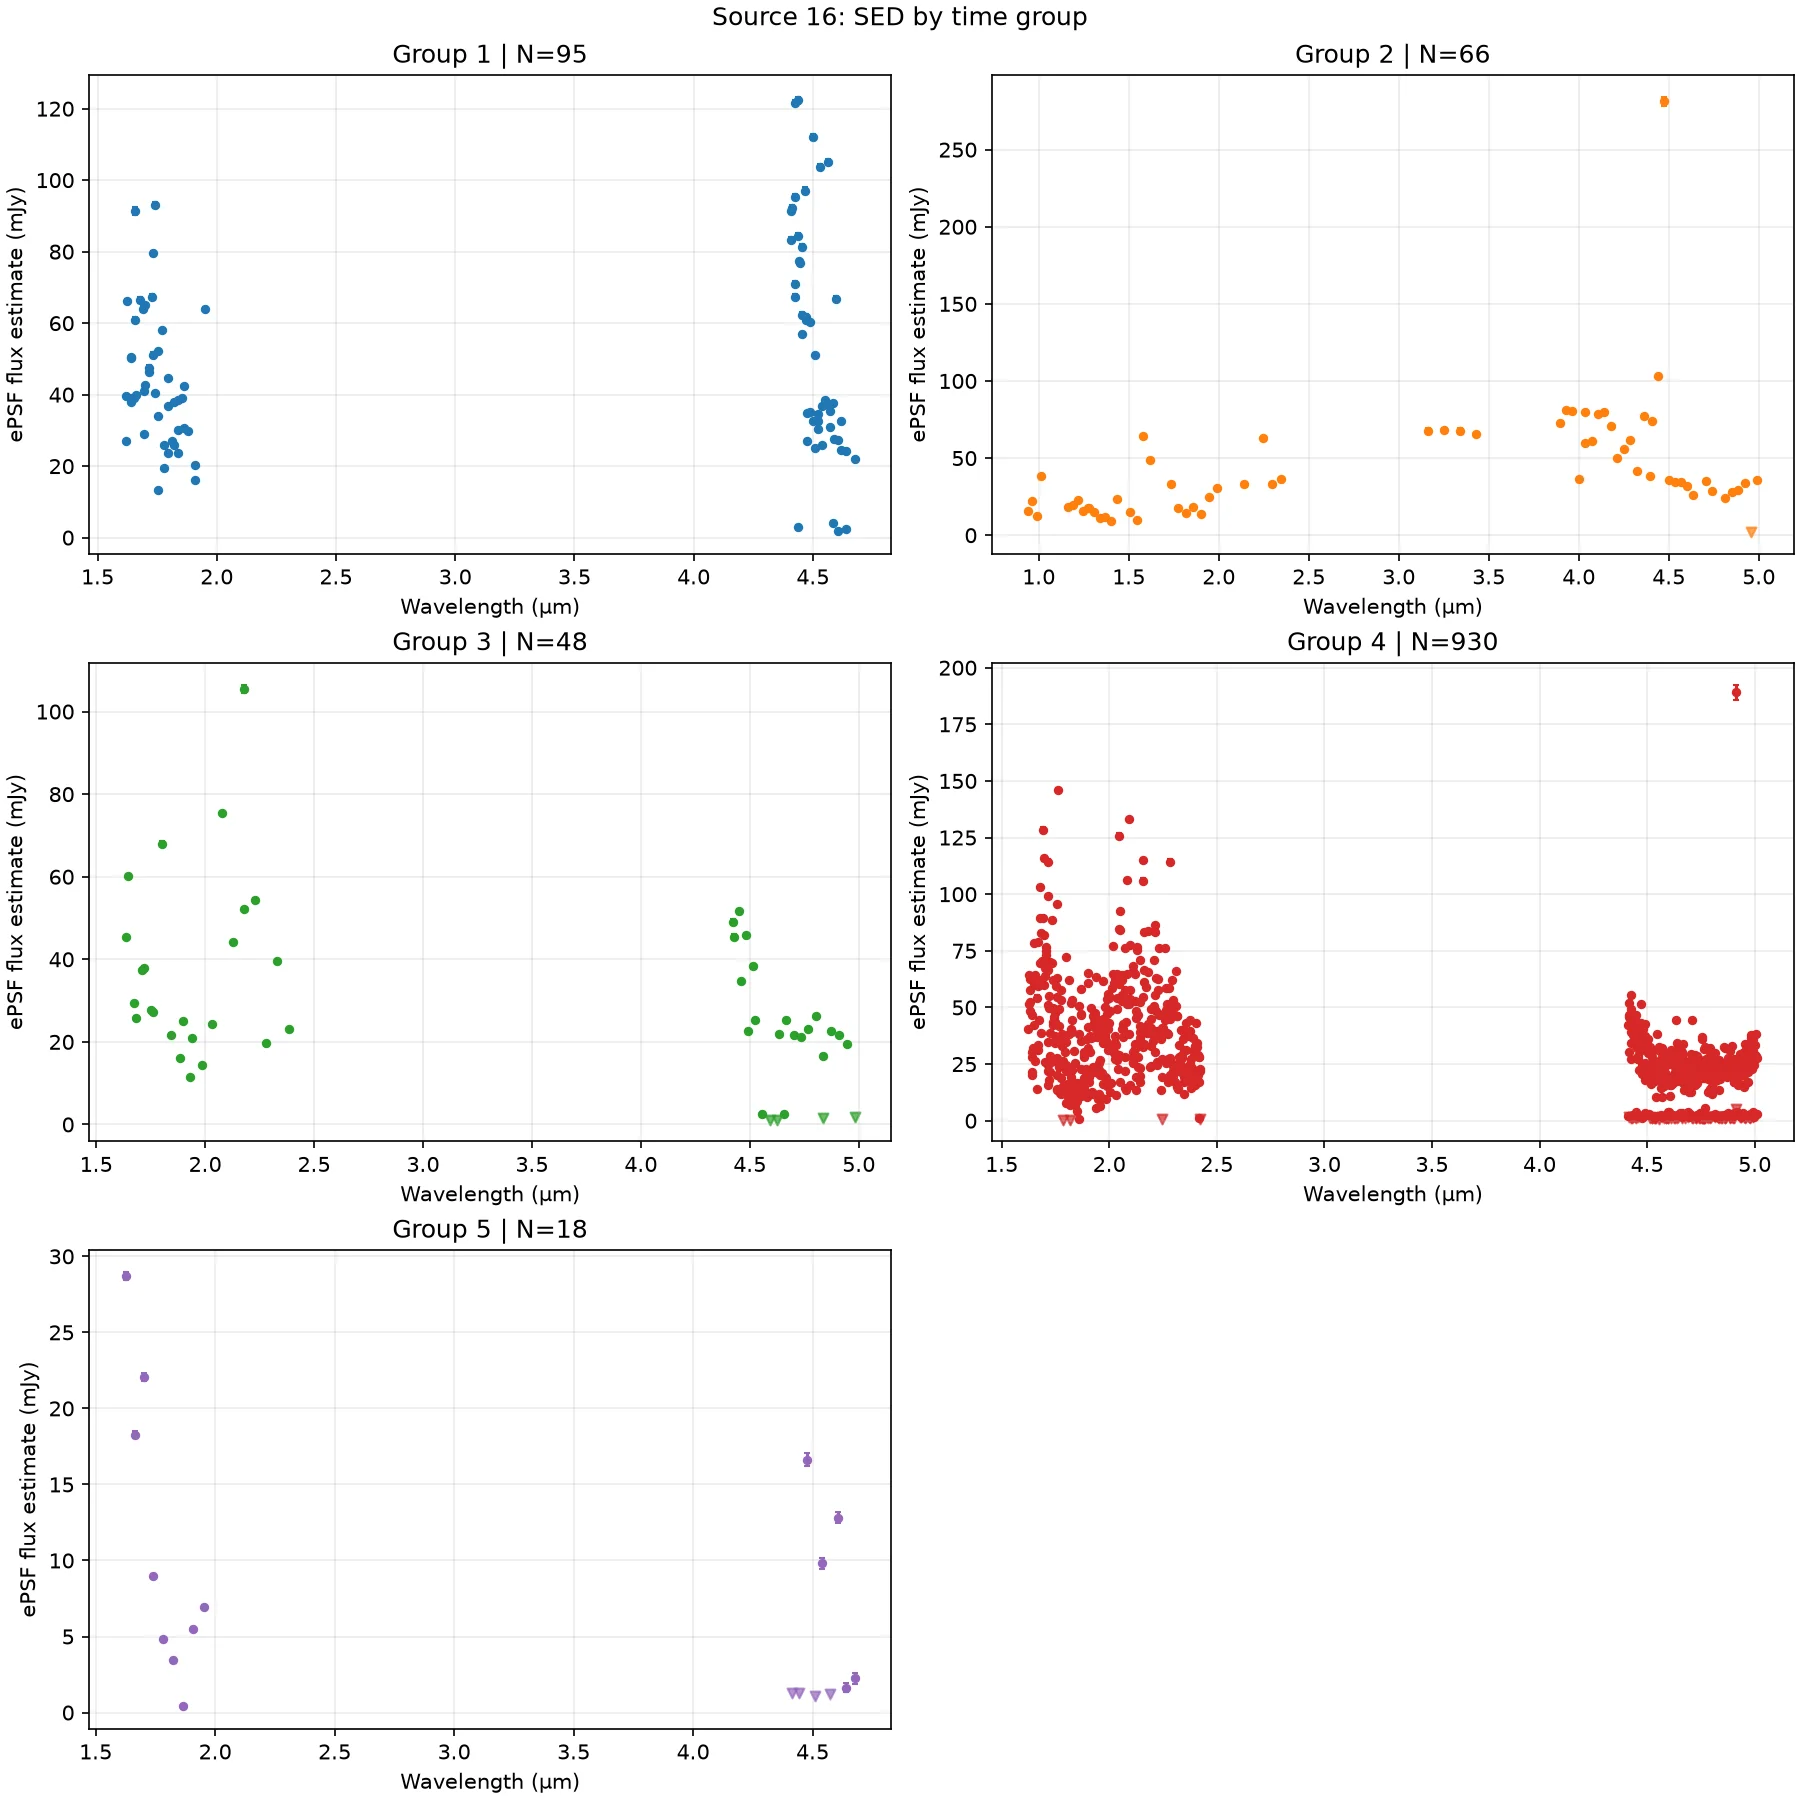 Source 16: SED by time group
Group 1 | N=95
ePSF flux estimate (mJy)
120
100
80
60
40
20
0
1.5 2.0 2.5 3.0 3.5 4.0 4.5
Wavelength (µm)
Group 2 | N=66
ePSF flux estimate (mJy)
250
200
150
100
50
0
1.0 1.5 2.0 2.5 3.0 3.5 4.0 4.5 5.0
Wavelength (µm)
Group 3 | N=48
ePSF flux estimate (mJy)
100
80
60
40
20
0
1.5 2.0 2.5 3.0 3.5 4.0 4.5 5.0
Wavelength (µm)
Group 4 | N=930
ePSF flux estimate (mJy)
200
175
150
125
100
75
50
25
0
1.5 2.0 2.5 3.0 3.5 4.0 4.5 5.0
Wavelength (µm)
Group 5 | N=18
ePSF flux estimate (mJy)
30
25
20
15
10
5
0
1.5 2.0 2.5 3.0 3.5 4.0 4.5
Wavelength (µm)